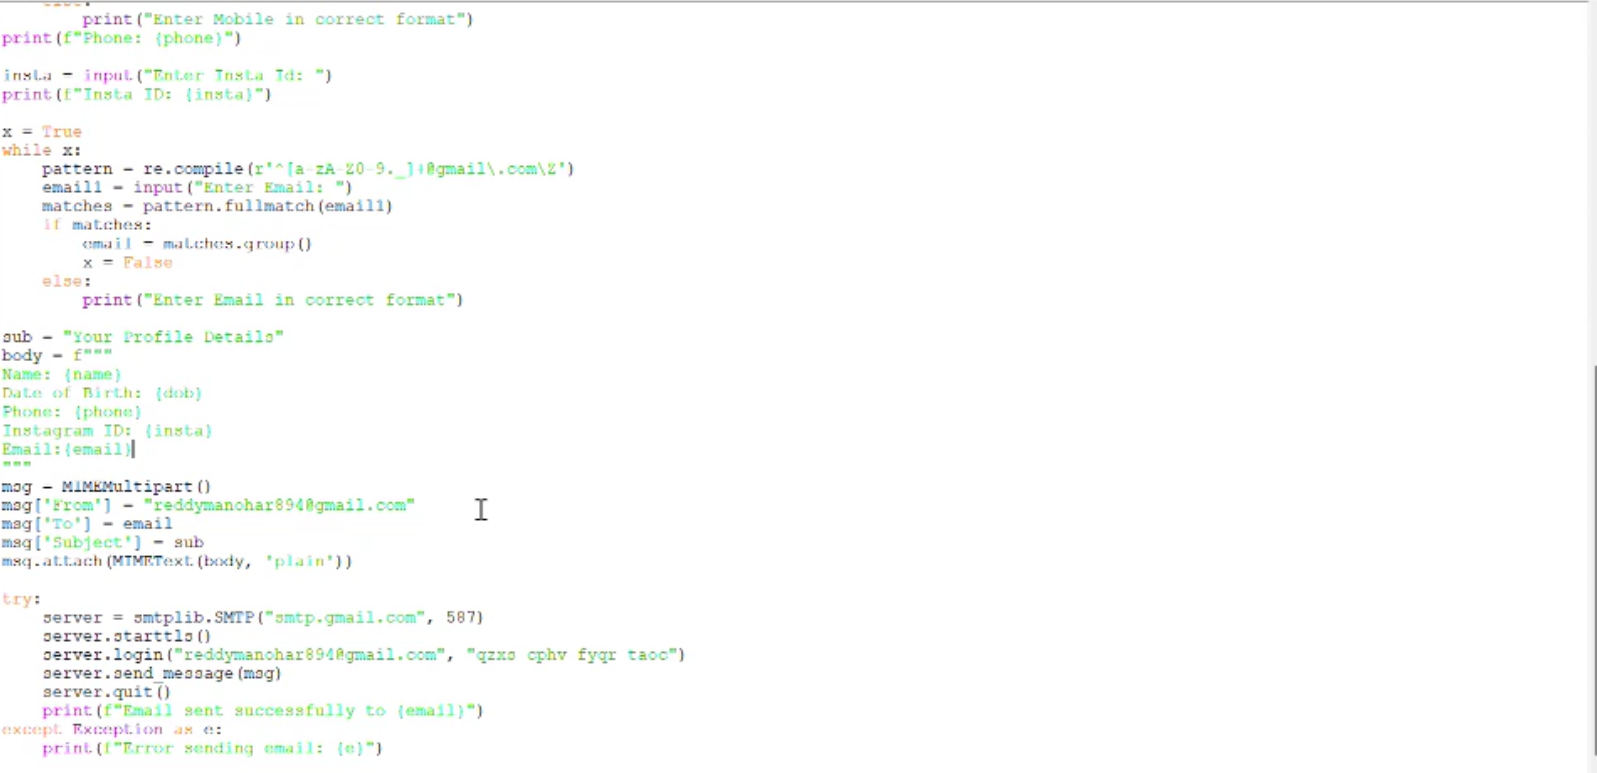 print("Enter Mobile in correct format")
print(f"Phone: {phone}")
insta = input("Enter Insta Id: ")
print(f"Insta ID: {insta}")
x = True
while x:
    pattern = re.compile(r'^[a-zA-Z0-9._]+@gmail\.com\Z')
    email1 = input("Enter Email: ")
    matches = pattern.fullmatch(email1)
    if matches:
        email = matches.group()
        x = False
    else:
        print("Enter Email in correct format")
sub = "Your Profile Details"
body = f"""
Name: {name}
Date of Birth: {dob}
Phone: {phone}
Instagram ID: {insta}
Email:{email}
"""
msg = MIMEMultipart()
msg['From'] = "reddymanohar894@gmail.com"
msg['To'] = email
msg['Subject'] = sub
msg.attach(MIMEText(body, 'plain'))
try:
    server = smtplib.SMTP("smtp.gmail.com", 587)
    server.starttls()
    server.login("reddymanohar894@gmail.com", "")
    server.send_message(msg)
    server.quit()
    print(f"Email sent successfully to {email}")
except Exception as e:
    print(f"Error sending email: {e}")